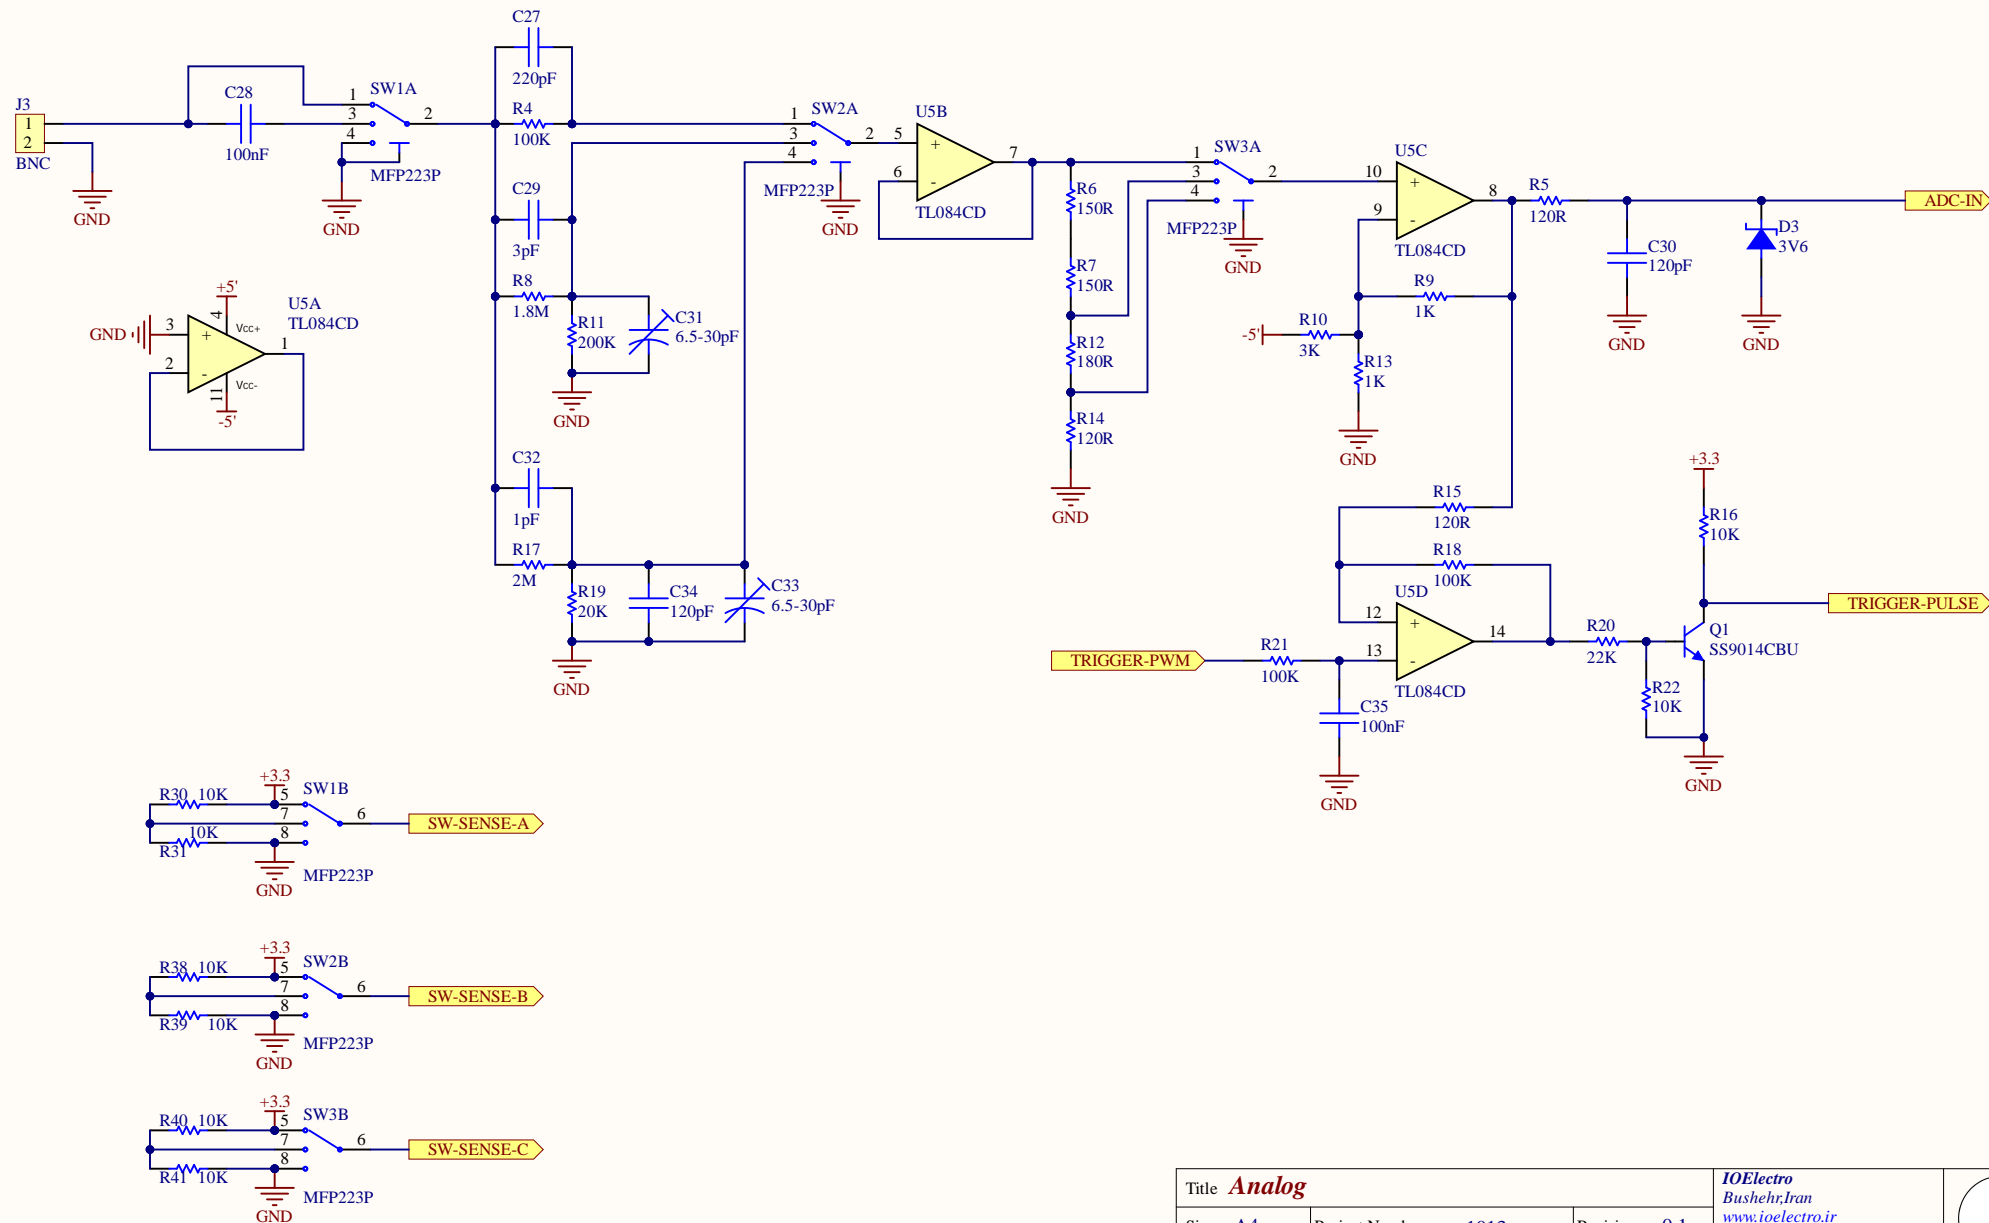 C27
220pF
C28
100nF
J3
1
2
BNC
GND
SW1A
1
3
4
2
MFP223P
GND
R4
100K
C29
3pF
R8
1.8M
R11
200K
C31
6.5-30pF
GND
SW2A
1
3
4
2
MFP223P
GND
U5B
5
6
7
+
-
TL084CD
R6
150R
R7
150R
R12
180R
R14
120R
GND
SW3A
1
3
4
2
MFP223P
GND
U5C
10
9
8
+
-
TL084CD
R5
120R
ADC-IN
C30
120pF
GND
D3
3V6
GND
R9
1K
-5'
R10
3K
R13
1K
GND
+5'
U5A
TL084CD
GND
3
2
4
11
1
+
-
Vcc+
Vcc-
-5'
C32
1pF
R17
2M
R19
20K
C34
120pF
C33
6.5-30pF
GND
R15
120R
R18
100K
U5D
12
13
14
+
-
TL084CD
TRIGGER-PWM
R21
100K
C35
100nF
GND
+3.3
R16
10K
TRIGGER-PULSE
R20
22K
Q1
SS9014CBU
R22
10K
GND
R30 10K
+3.3
5
7
8
SW1B
6
SW-SENSE-A
10K
R31
GND
MFP223P
R38 10K
+3.3
5
7
8
SW2B
6
SW-SENSE-B
R39 10K
GND
MFP223P
R40 10K
+3.3
5
7
8
SW3B
6
SW-SENSE-C
R41 10K
GND
MFP223P
Title Analog
IOElectro
Bushehr,Iran
www.ioelectro.ir